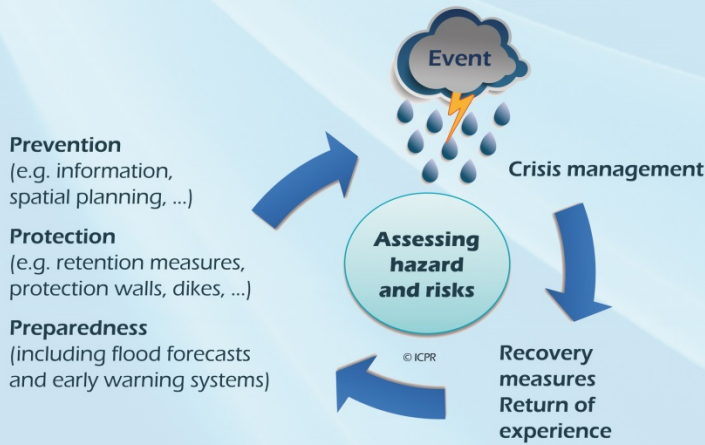 Event
Crisis management
Prevention
(e.g. information,
spatial planning, ...)
Protection
(e.g. retention measures,
protection walls, dikes, ...)
Preparedness
(including flood forecasts
and early warning systems)
Assessing
hazard
and risks
© ICPR
Recovery
measures
Return of
experience